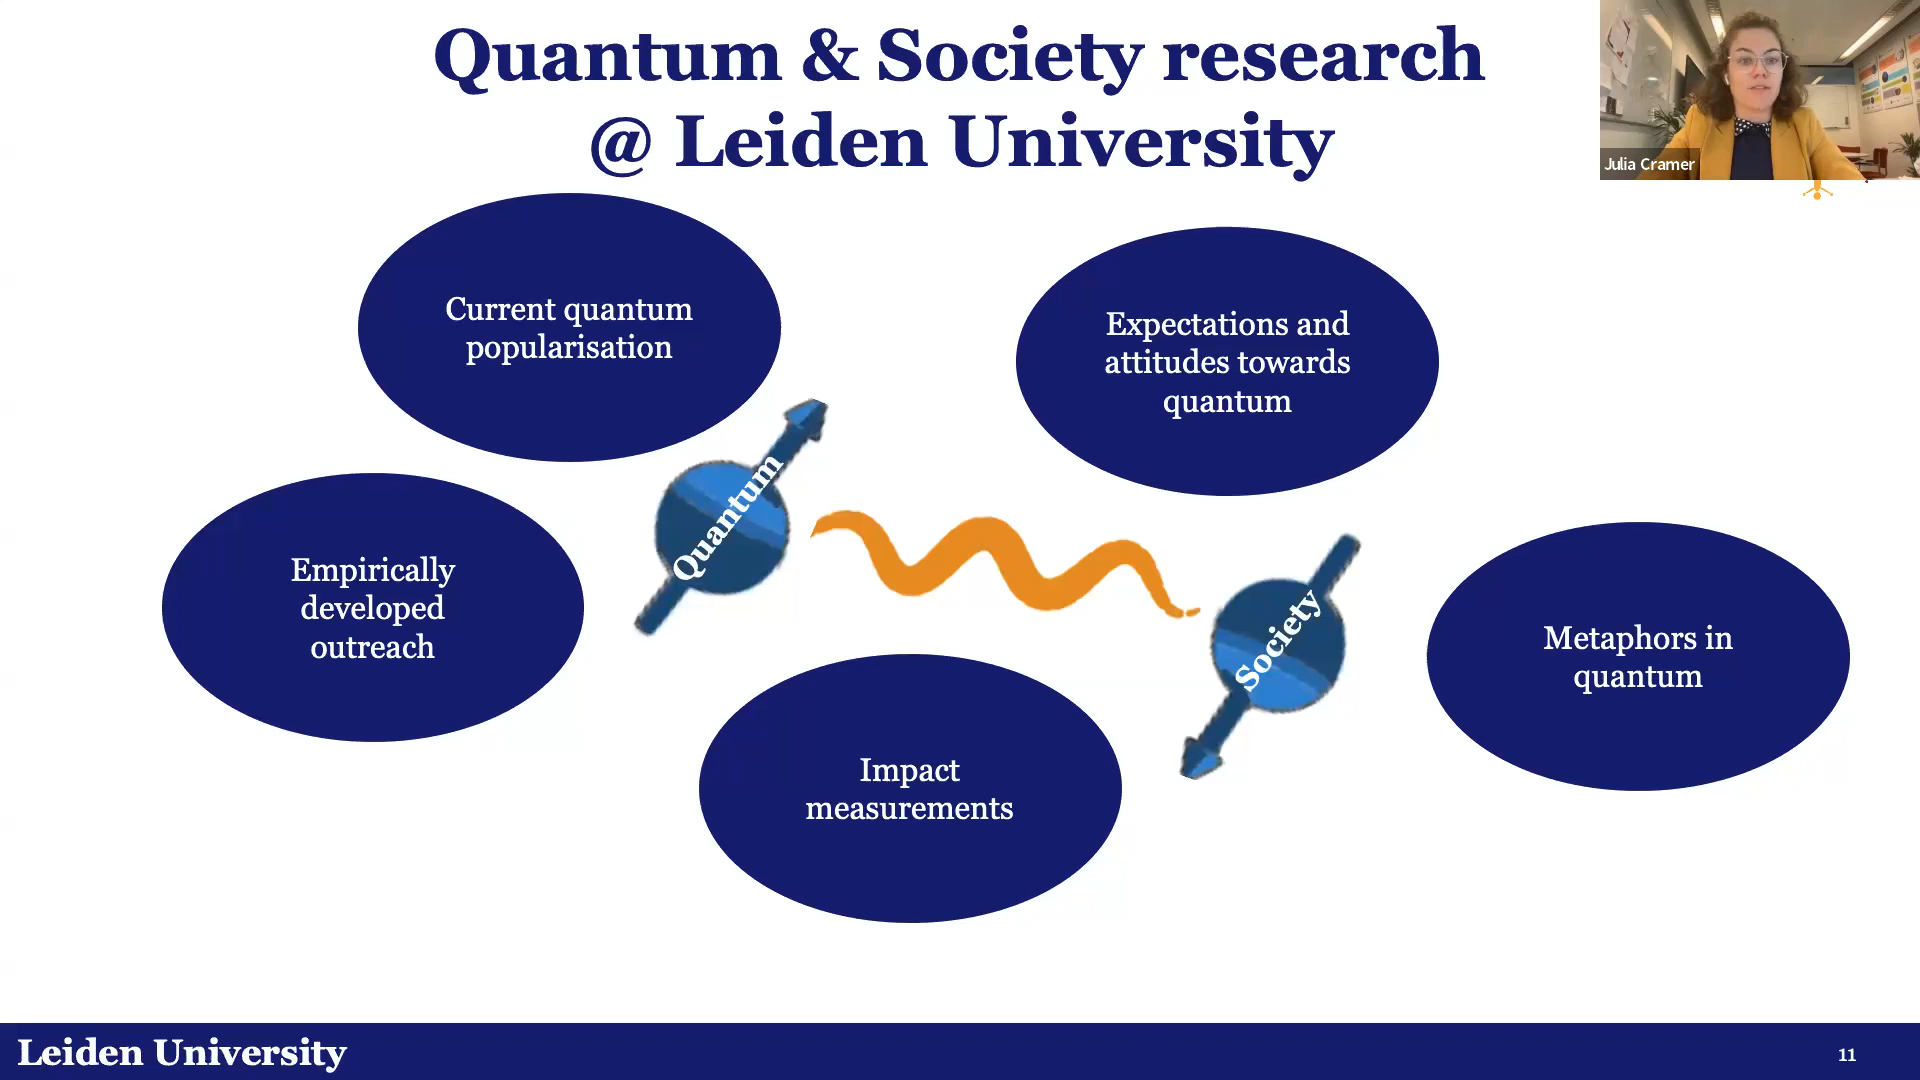 Quantum & Society research
@ Leiden University
Julia Cramer
Current quantum
popularisation
Expectations and
attitudes towards
quantum
Quantum
Empirically
developed
outreach
Society
Metaphors in
quantum
Impact
measurements
Leiden University
11